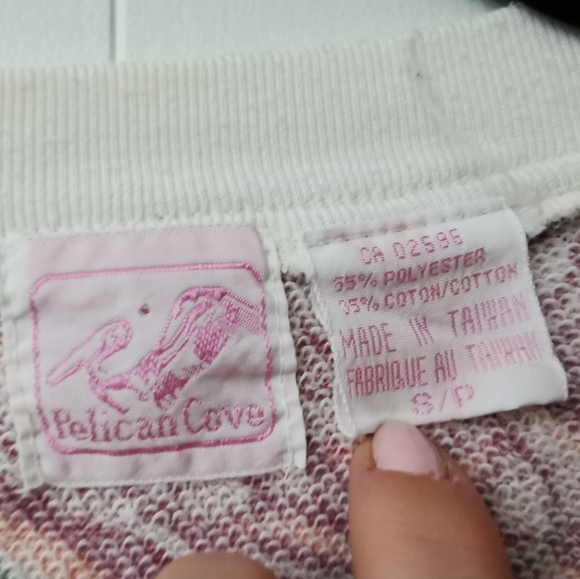 Pelican Cove
CA 02595
65% POLYESTER
35% COTON/COTTON
MADE IN TAIWAN
FABRIQUE AU TAIWAN
S/P